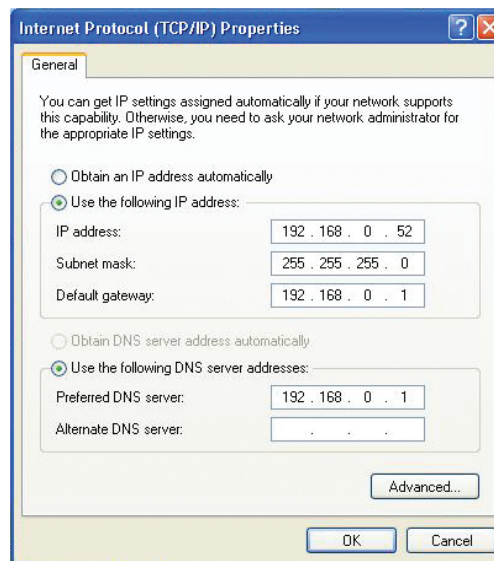 Internet Protocol (TCP/IP) Properties
General
You can get IP settings assigned automatically if your network supports
this capability. Otherwise, you need to ask your network administrator for
the appropriate IP settings.
Obtain an IP address automatically
Use the following IP address:
IP address: 192 . 168 . 0 . 52
Subnet mask: 255 . 255 . 255 . 0
Default gateway: 192 . 168 . 0 . 1
Obtain DNS server address automatically
Use the following DNS server addresses:
Preferred DNS server: 192 . 168 . 0 . 1
Alternate DNS server: . . .
Advanced...
OK Cancel